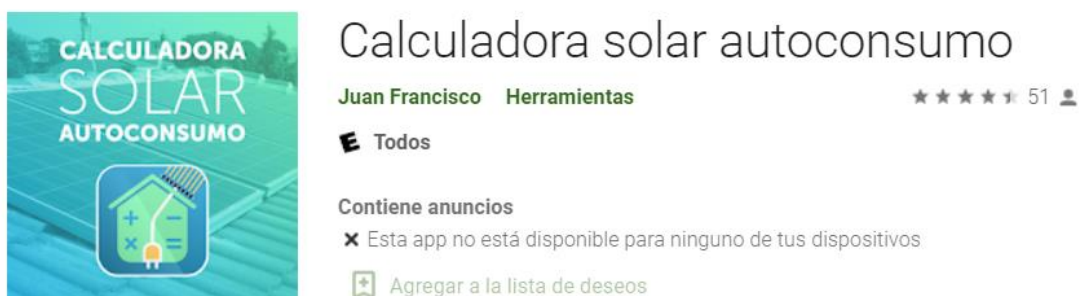 CALCULADORA
SOLAR
AUTOCONSUMO
Calculadora solar autoconsumo
Juan Francisco Herramientas 51
E Todos
Contiene anuncios
Esta app no está disponible para ninguno de tus dispositivos
Agregar a la lista de deseos